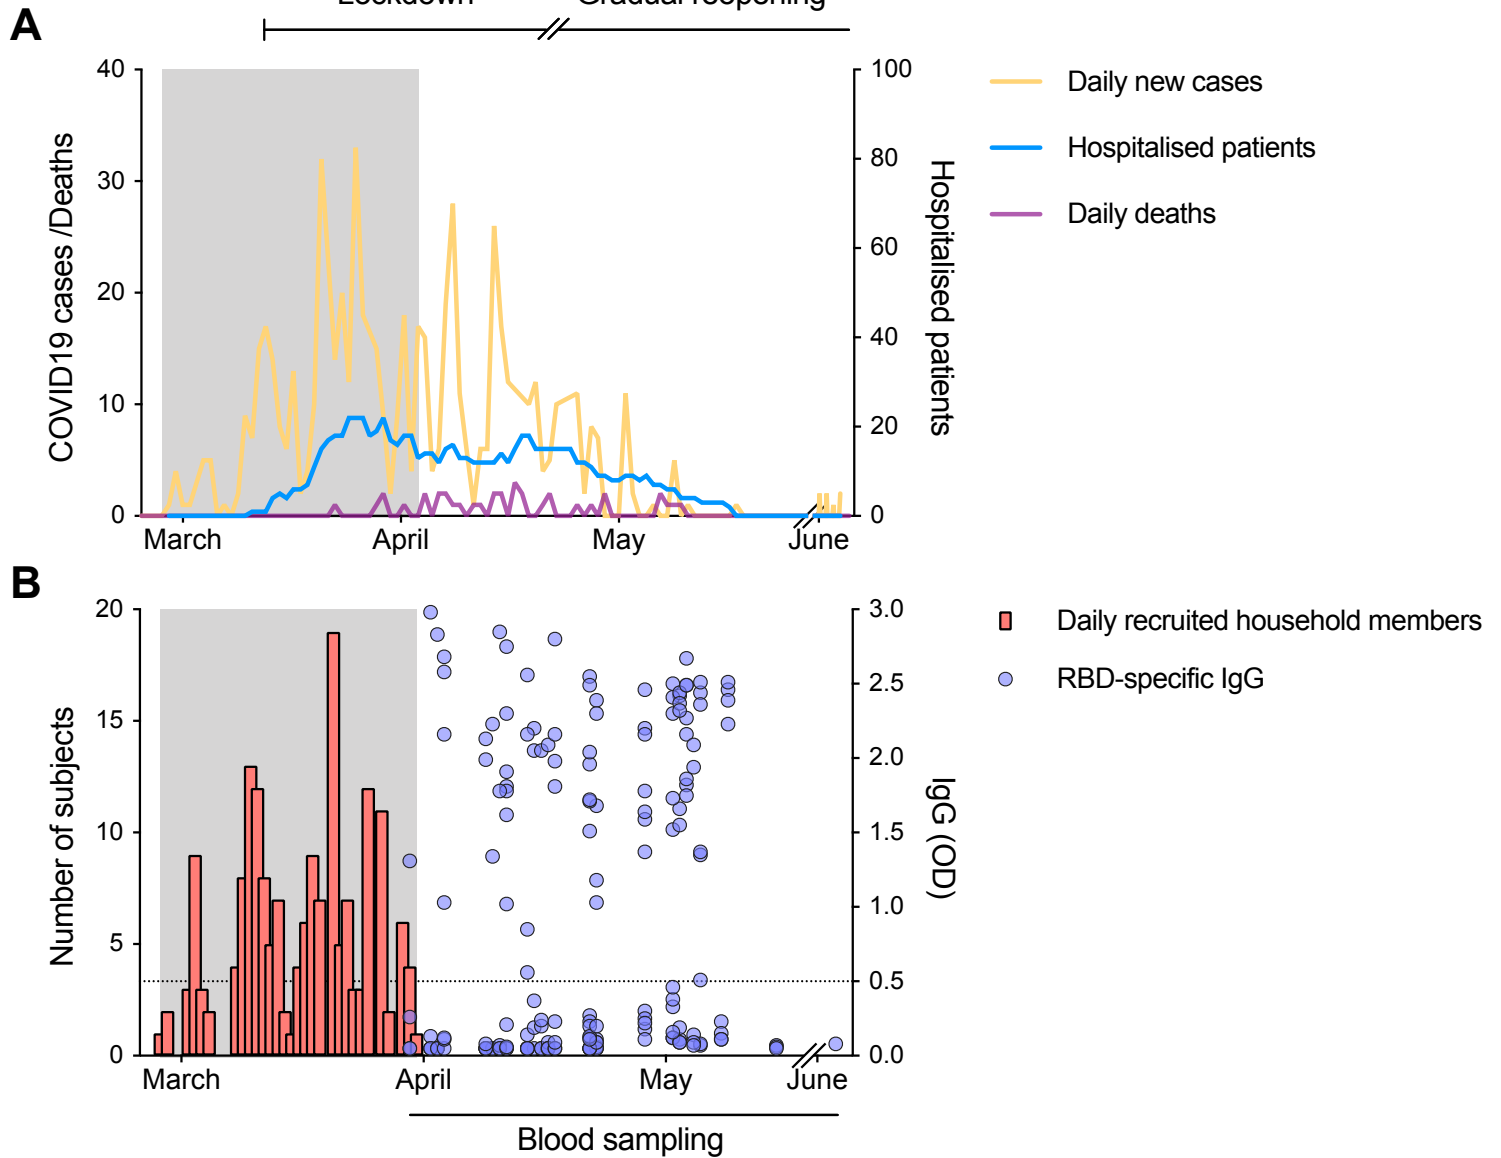 Lockdown Gradual reopening
A
40 100
Daily new cases
80
Hospitalised patients
30
Daily deaths
60
COVID19 cases /Deaths
Hospitalised patients
20
40
10
20
0 0
March April May June
B
20 3.0
Daily recruited household members
2.5
RBD-specific IgG
15
2.0
Number of subjects
IgG (OD)
10 1.5
1.0
5
0.5
0 0.0
March April May June
Blood sampling